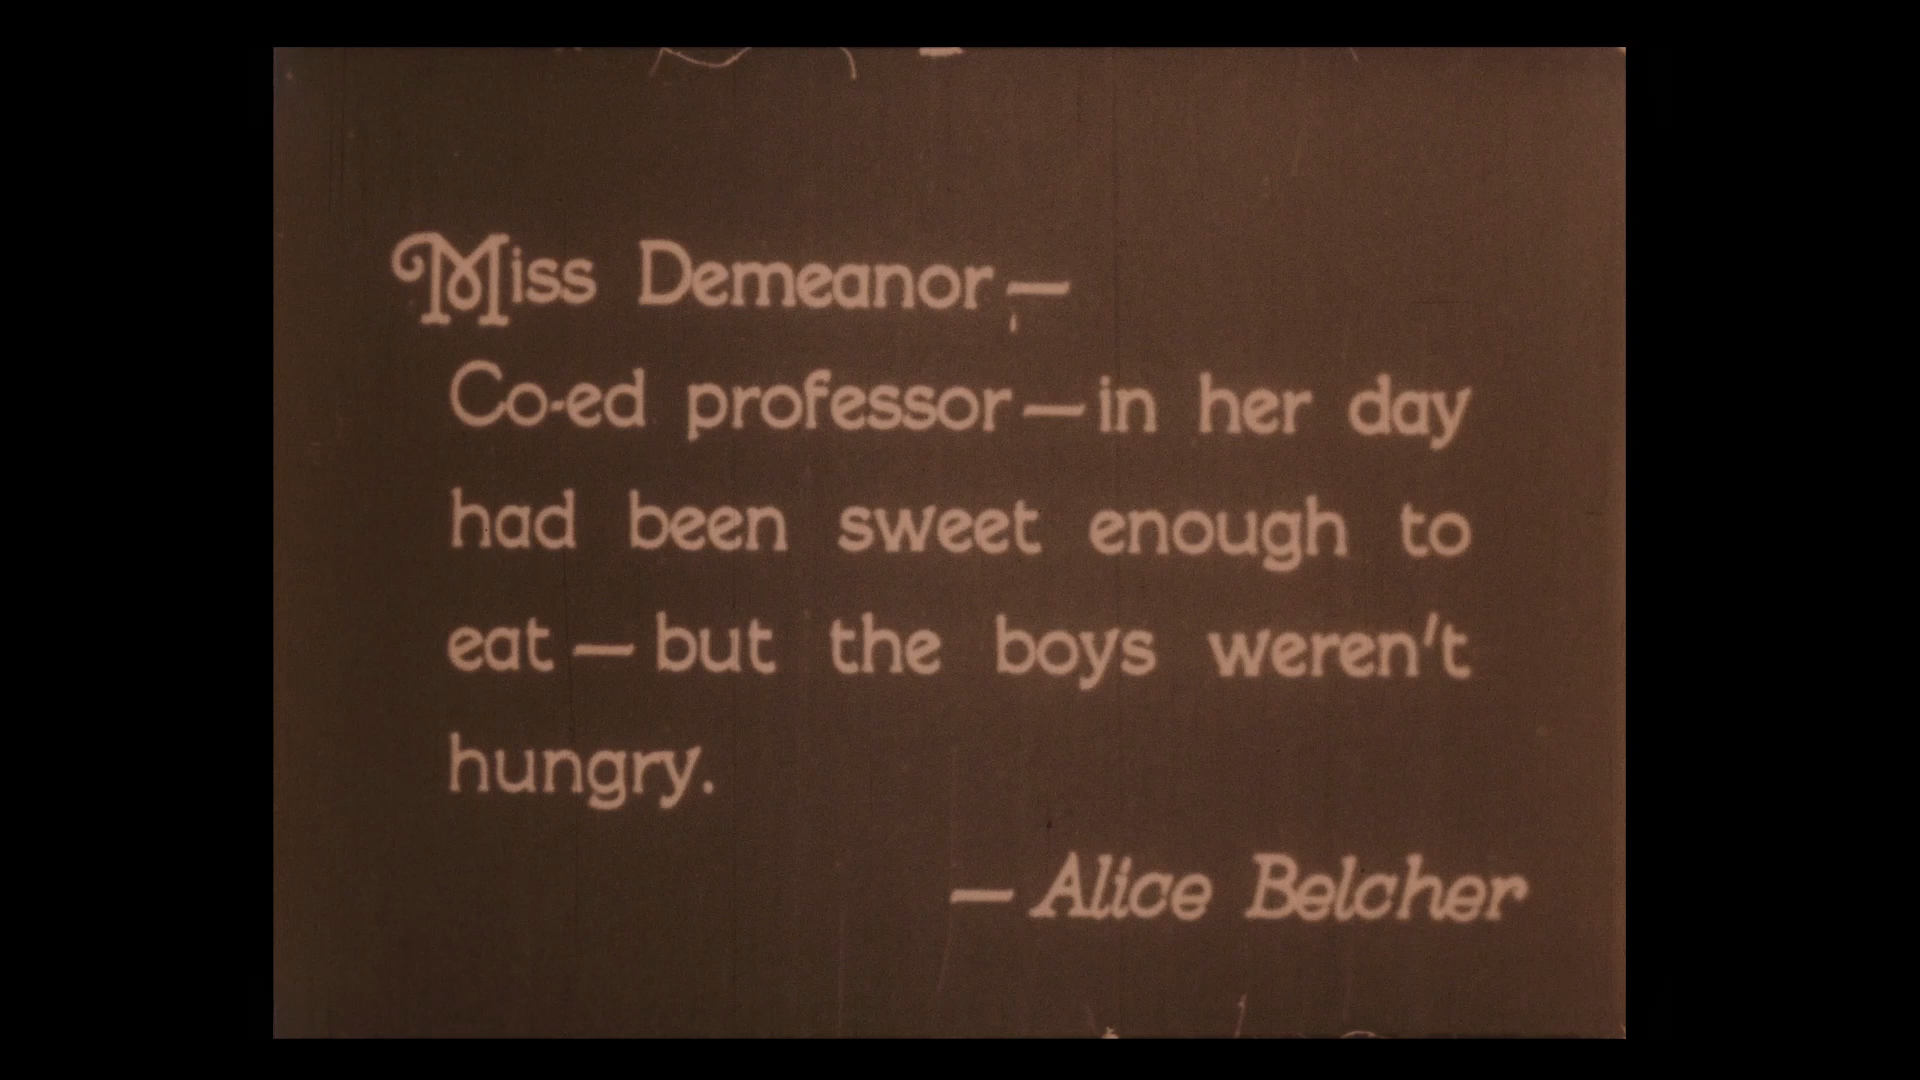 Miss Demeanor—
Co-ed professor—in her day
had been sweet enough to
eat—but the boys weren't
hungry.
—Alice Belcher